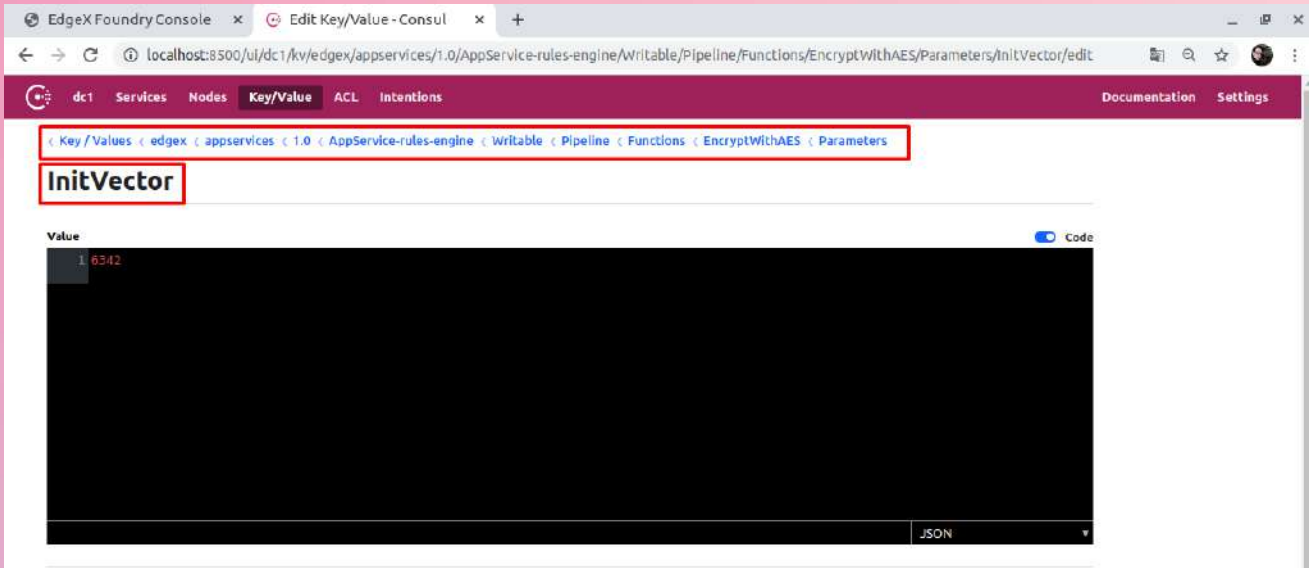 EdgeX Foundry Console
Edit Key/Value - Consul
localhost:8500/ui/dc1/kv/edgex/appservices/1.0/AppService-rules-engine/Writable/Pipeline/Functions/EncryptWithAES/Parameters/InitVector/edit
dc1 Services Nodes Key/Value ACL Intentions Documentation Settings
‹ Key / Values ‹ edgex ‹ appservices ‹ 1.0 ‹ AppService-rules-engine ‹ Writable ‹ Pipeline ‹ Functions ‹ EncryptWithAES ‹ Parameters
InitVector
Value Code
1 6342
JSON